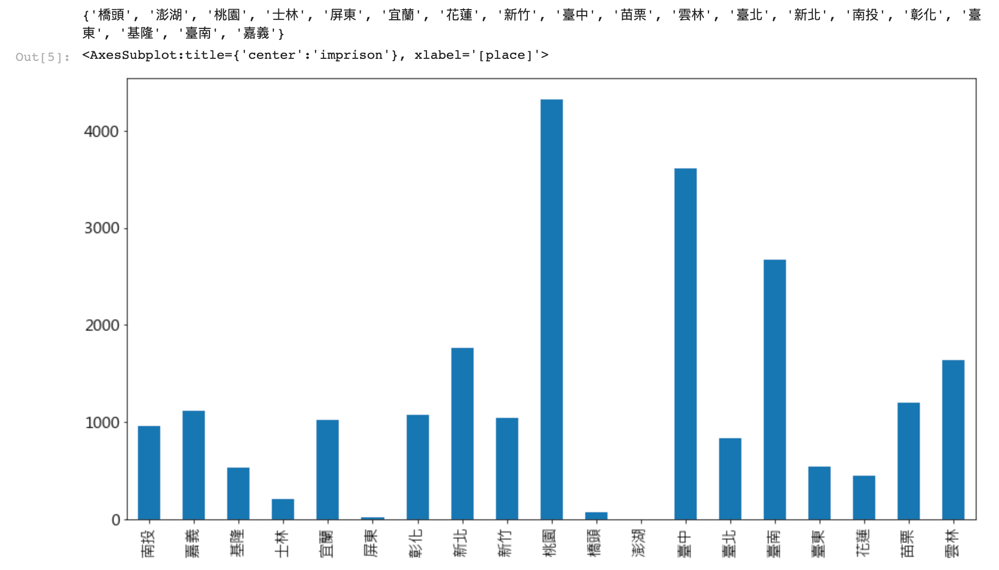 {'橋頭', '澎湖', '桃園', '士林', '屏東', '宜蘭', '花蓮', '新竹', '臺中', '苗栗', '雲林', '臺北', '新北', '南投', '彰化', '臺
東', '基隆', '臺南', '嘉義'}
Out[5]: <AxesSubplot:title={'center':'imprison'}, xlabel='[place]'>
4000
3000
2000
1000
0
南投
嘉義
基隆
士林
宜蘭
屏東
彰化
新北
新竹
桃園
橋頭
澎湖
臺中
臺北
臺南
臺東
花蓮
苗栗
雲林